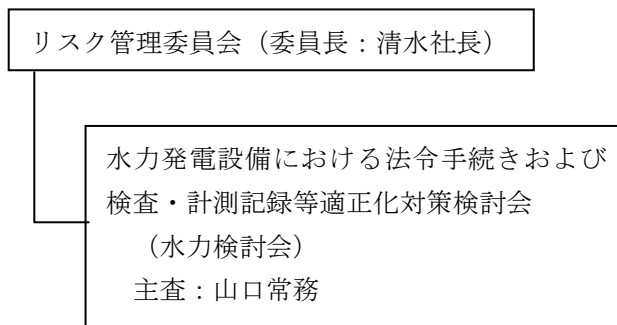 リスク管理委員会（委員長：清水社長）
水力発電設備における法令手続きおよび
検査・計測記録等適正化対策検討会
（水力検討会）
主査：山口常務